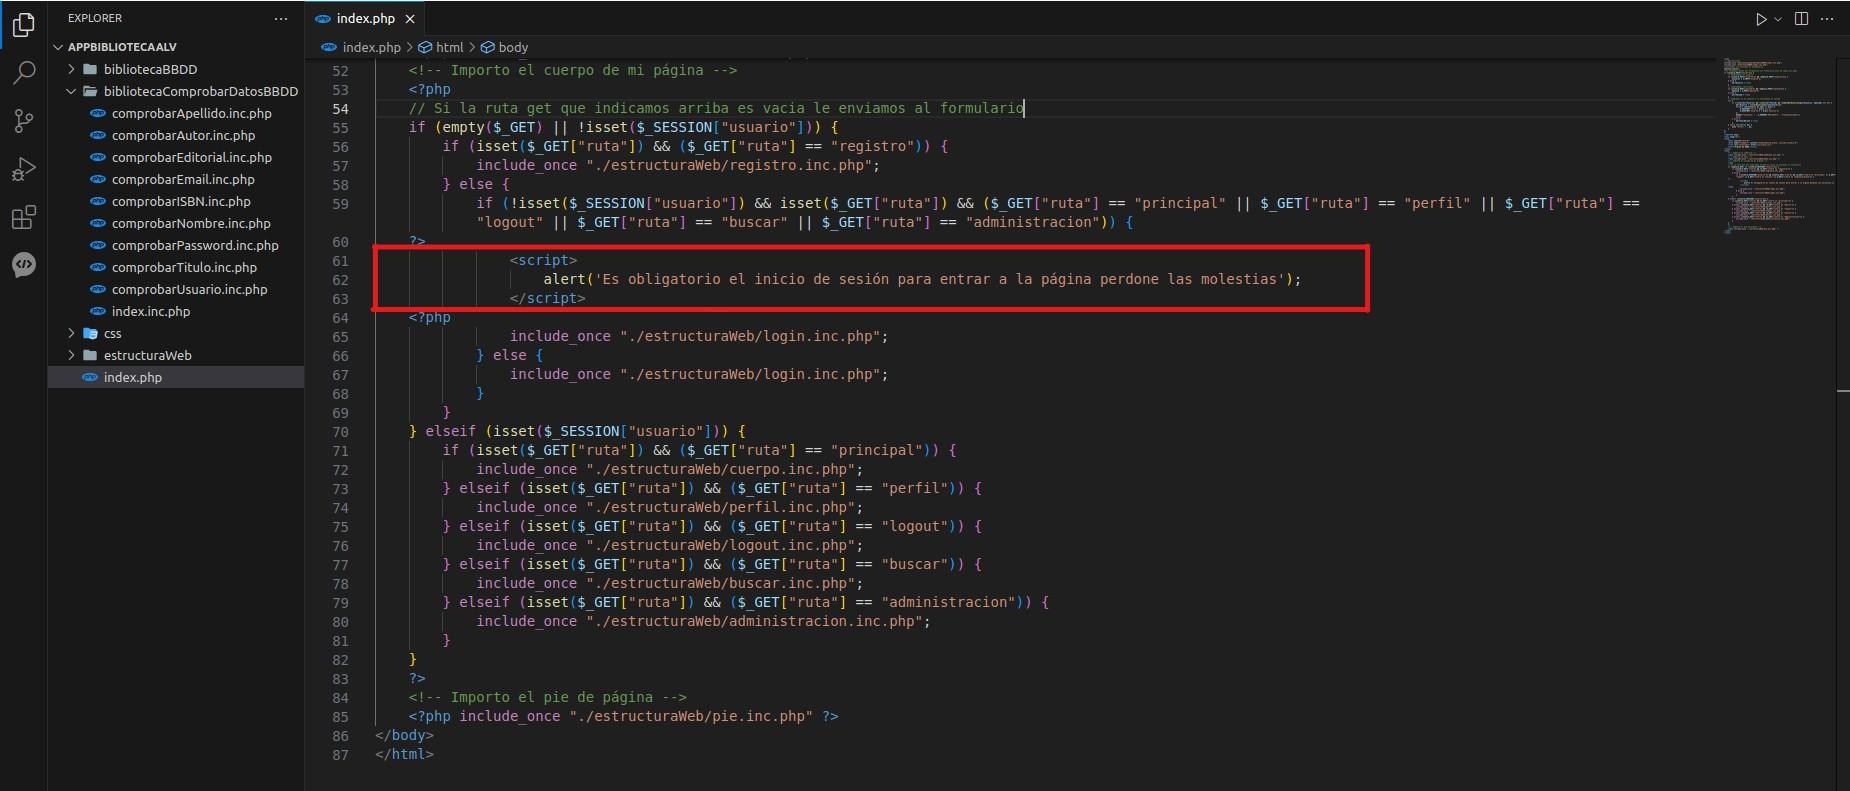 EXPLORER
index.php
APPBIBLIOTECAALV
index.php > html > body
bibliotecaBBDD
bibliotecaComprobarDatosBBDD
comprobarApellido.inc.php
comprobarAutor.inc.php
comprobarEditorial.inc.php
comprobarEmail.inc.php
comprobarISBN.inc.php
comprobarNombre.inc.php
comprobarPassword.inc.php
comprobarTitulo.inc.php
comprobarUsuario.inc.php
index.inc.php
css
estructuraWeb
index.php
52 <!-- Importo el cuerpo de mi página -->
53 <?php
54 // Si la ruta get que indicamos arriba es vacia le enviamos al formulario
55 if (empty($_GET) || !isset($_SESSION["usuario"])) {
56 if (isset($_GET["ruta"]) && ($_GET["ruta"] == "registro")) {
57 include_once "./estructuraWeb/registro.inc.php";
58 } else {
59 if (!isset($_SESSION["usuario"]) && isset($_GET["ruta"]) && ($_GET["ruta"] == "principal" || $_GET["ruta"] == "perfil" || $_GET["ruta"] ==
"logout" || $_GET["ruta"] == "buscar" || $_GET["ruta"] == "administracion")) {
60 ?>
61 <script>
62 alert('Es obligatorio el inicio de sesión para entrar a la página perdone las molestias');
63 </script>
64 <?php
65 include_once "./estructuraWeb/login.inc.php";
66 } else {
67 include_once "./estructuraWeb/login.inc.php";
68 }
69 }
70 } elseif (isset($_SESSION["usuario"])) {
71 if (isset($_GET["ruta"]) && ($_GET["ruta"] == "principal")) {
72 include_once "./estructuraWeb/cuerpo.inc.php";
73 } elseif (isset($_GET["ruta"]) && ($_GET["ruta"] == "perfil")) {
74 include_once "./estructuraWeb/perfil.inc.php";
75 } elseif (isset($_GET["ruta"]) && ($_GET["ruta"] == "logout")) {
76 include_once "./estructuraWeb/logout.inc.php";
77 } elseif (isset($_GET["ruta"]) && ($_GET["ruta"] == "buscar")) {
78 include_once "./estructuraWeb/buscar.inc.php";
79 } elseif (isset($_GET["ruta"]) && ($_GET["ruta"] == "administracion")) {
80 include_once "./estructuraWeb/administracion.inc.php";
81 }
82 }
83 ?>
84 <!-- Importo el pie de página -->
85 <?php include_once "./estructuraWeb/pie.inc.php" ?>
86 </body>
87 </html>